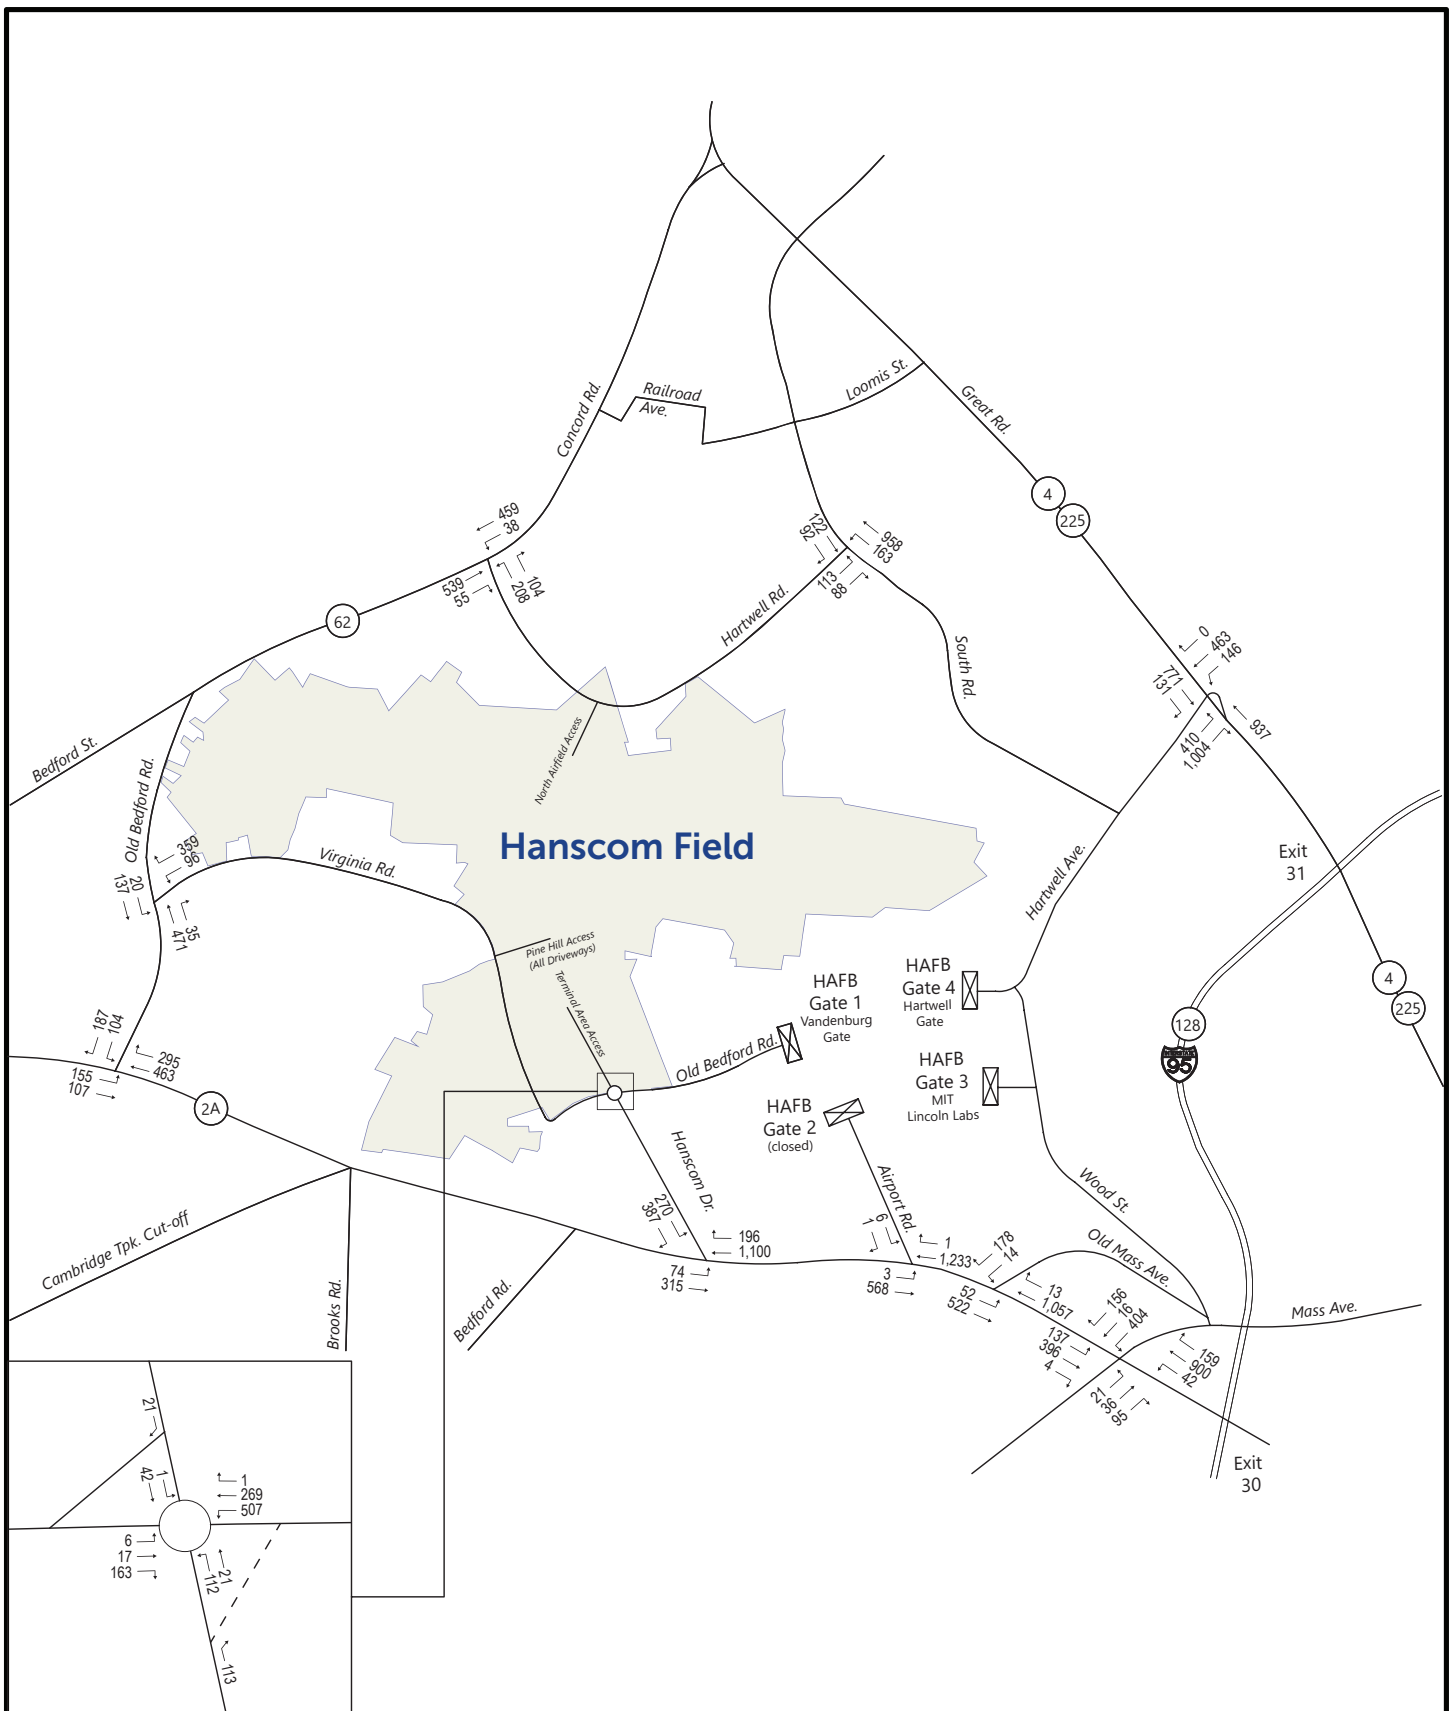 Concord Rd.
Railroad
Ave.
Loomis St.
Great Rd.
4
225
459
38
539
55
208
104
122
92
958
163
113
88
62
Hartwell Rd.
South Rd.
0
463
146
771
131
937
410
1,004
Bedford St.
Old Bedford Rd.
North Airfield Access
Hanscom Field
Virginia Rd.
359
96
20
137
35
471
Exit
31
Hartwell Ave.
Pine Hill Access
(All Driveways)
Terminal Area Access
HAFB
Gate 1
Vandenburg
Gate
HAFB
Gate 4
Hartwell
Gate
4
225
128
INTERSTATE
95
187
104
295
463
155
107
2A
Old Bedford Rd.
HAFB
Gate 3
MIT
Lincoln Labs
HAFB
Gate 2
(closed)
Hanscom Dr.
Airport Rd.
Wood St.
Old Mass Ave.
Mass Ave.
Cambridge Tpk. Cut-off
Brooks Rd.
Bedford Rd.
270
387
196
1,100
74
315
6
1
1
1,233
3
568
178
14
52
522
13
1,057
156
16
404
137
396
4
159
900
42
21
36
95
Exit
30
21
1
42
1
269
507
6
17
163
21
112
113